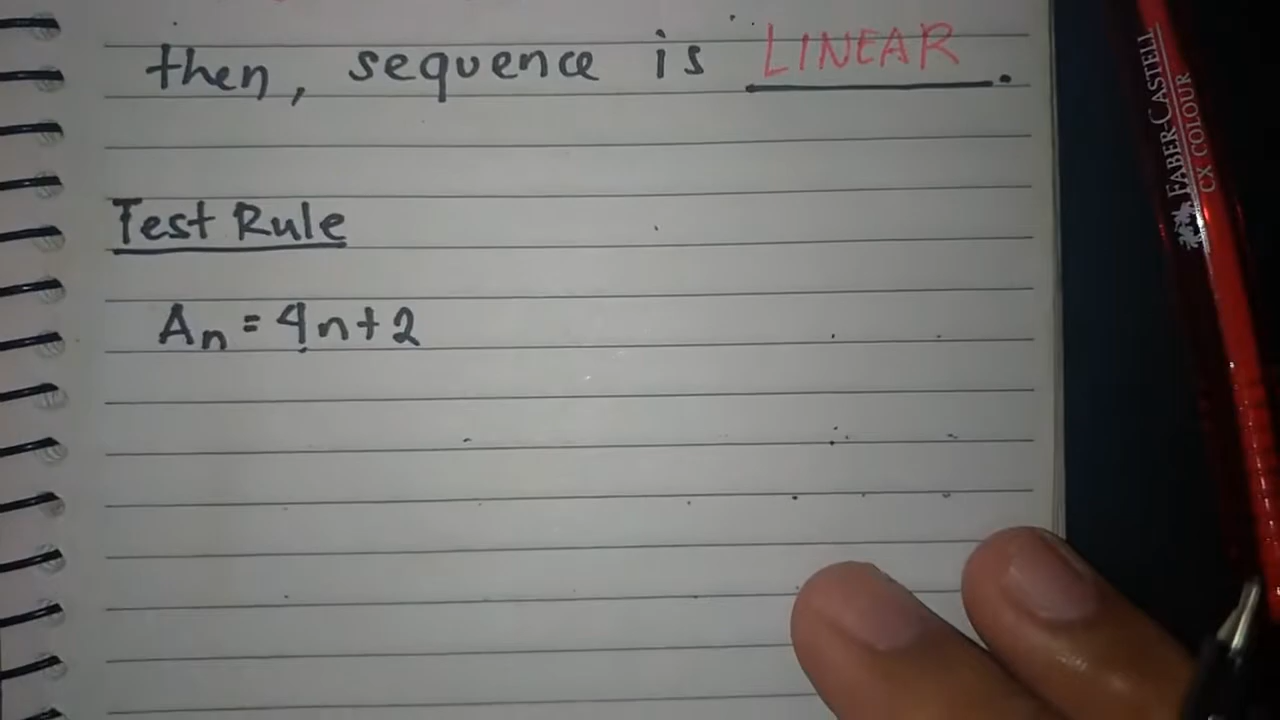 then, sequence is LINEAR.
Test Rule
An = 4n+2
FABER-CASTELL
CX COLOUR